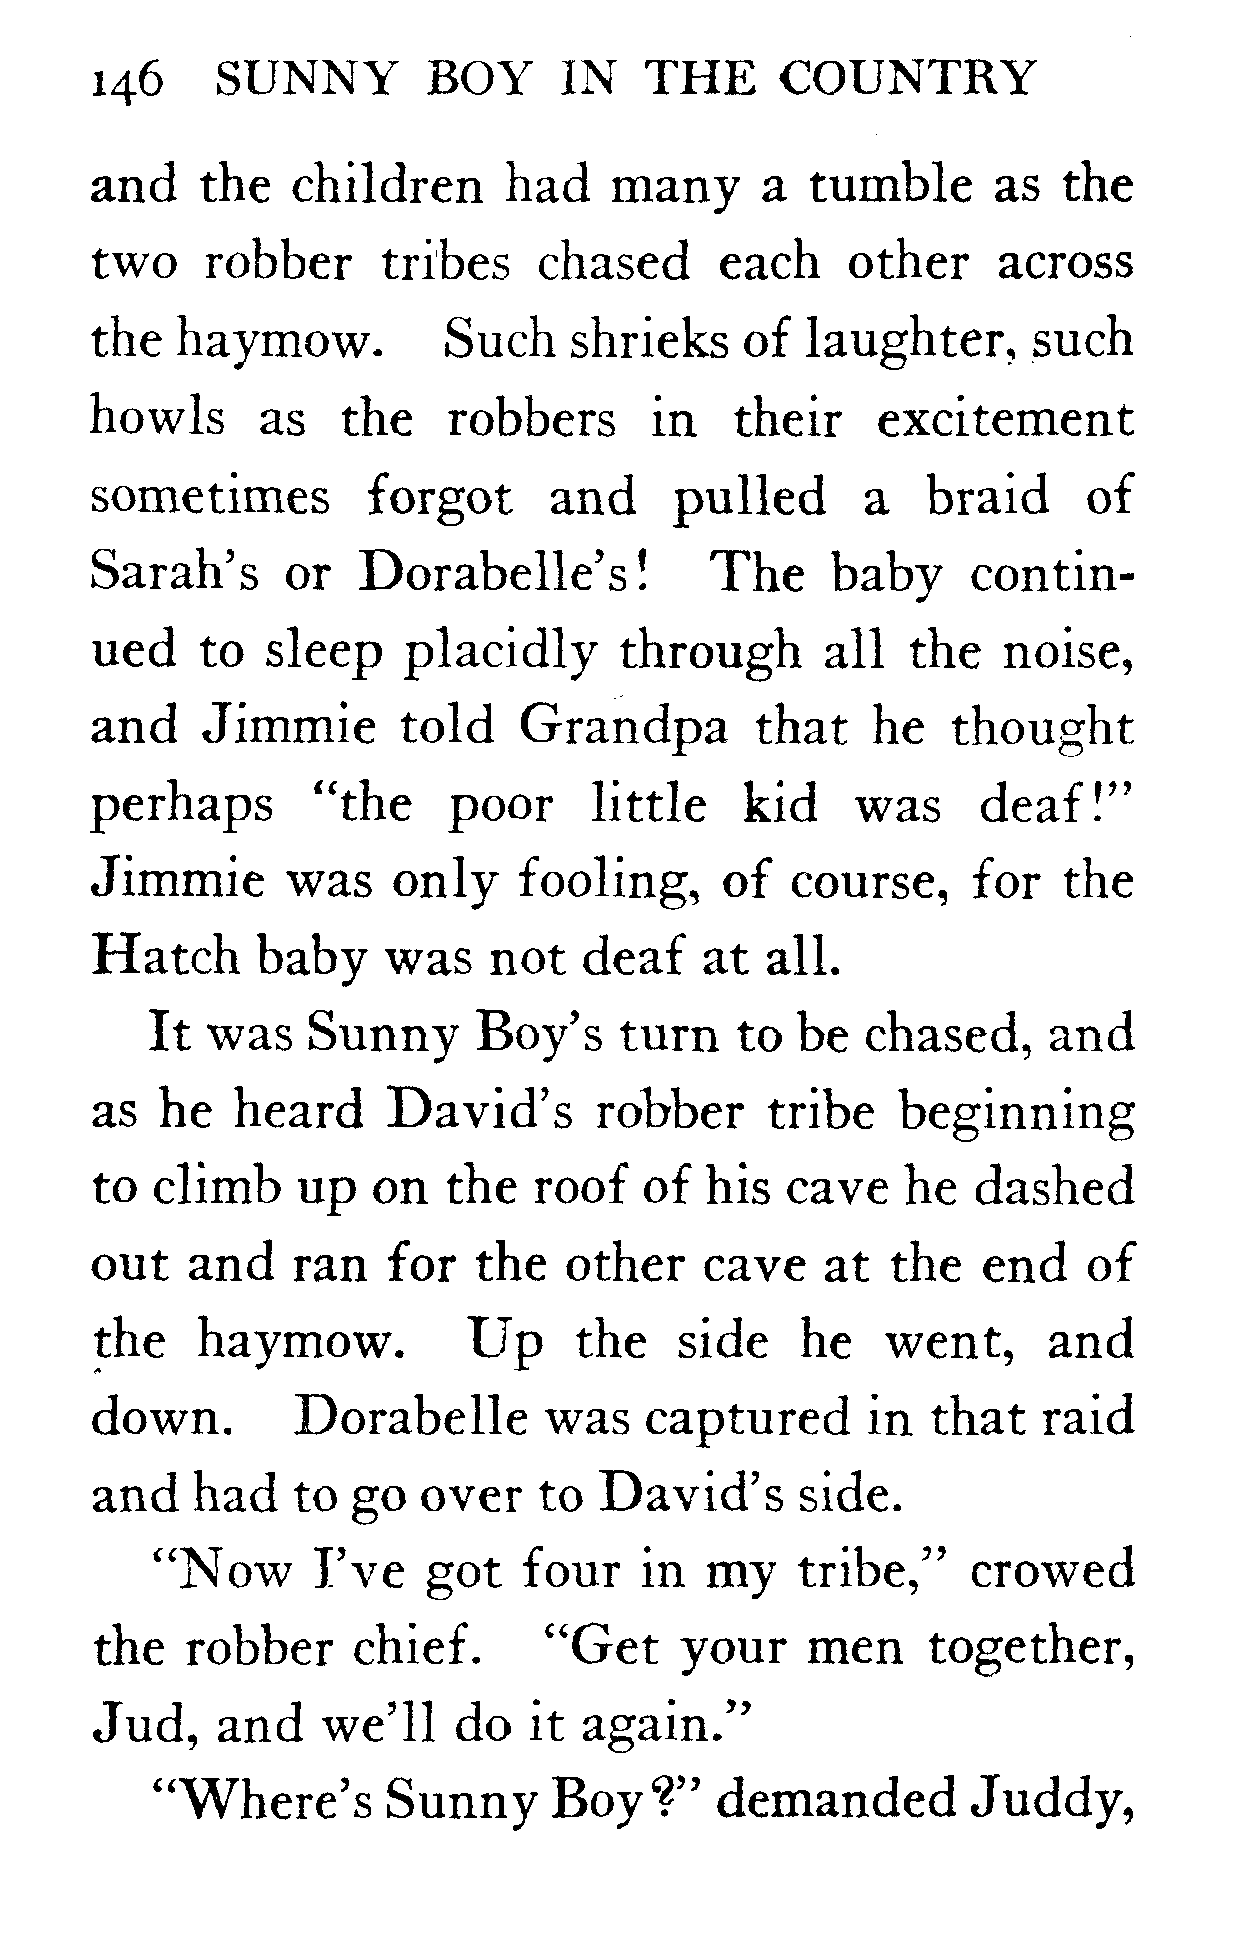 146 SUNNY BOY IN THE COUNTRY
and the children had many a tumble as the
two robber tribes chased each other across
the haymow. Such shrieks of laughter, such
howls as the robbers in their excitement
sometimes forgot and pulled a braid of
Sarah's or Dorabelle's! The baby contin-
ued to sleep placidly through all the noise,
and Jimmie told Grandpa that he thought
perhaps "the poor little kid was deaf!"
Jimmie was only fooling, of course, for the
Hatch baby was not deaf at all.
It was Sunny Boy's turn to be chased, and
as he heard David's robber tribe beginning
to climb up on the roof of his cave he dashed
out and ran for the other cave at the end of
the haymow. Up the side he went, and
down. Dorabelle was captured in that raid
and had to go over to David's side.
"Now I've got four in my tribe," crowed
the robber chief. "Get your men together,
Jud, and we'll do it again."
"Where's Sunny Boy?" demanded Juddy,